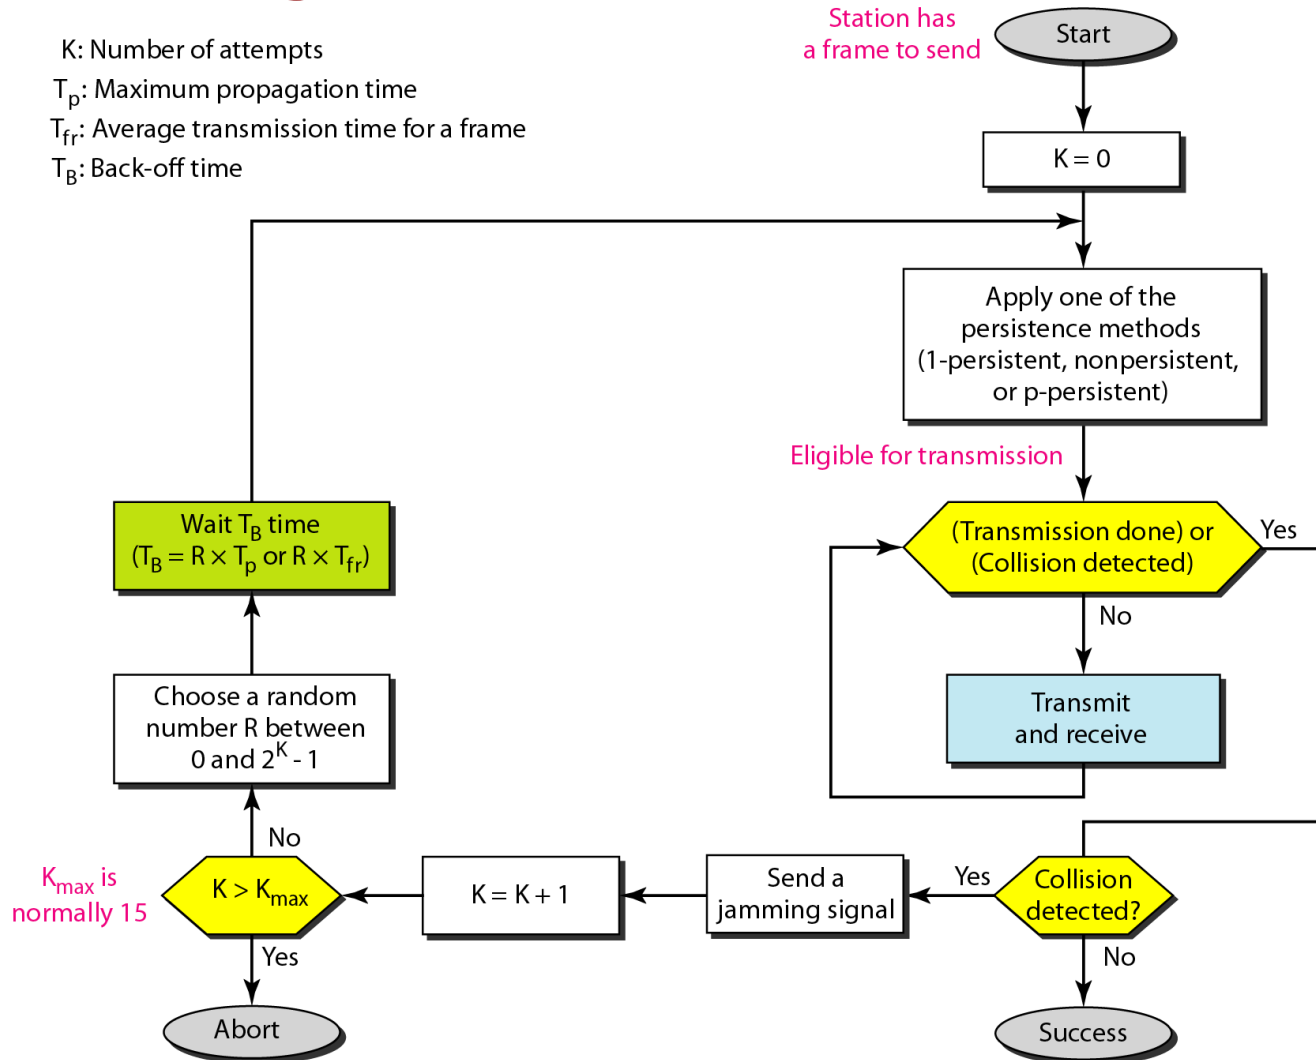 Station has
a frame to send
Start
K: Number of attempts
Tp: Maximum propagation time
Tfr: Average transmission time for a frame
TB: Back-off time
K = 0
Apply one of the
persistence methods
(1-persistent, nonpersistent,
or p-persistent)
Eligible for transmission
(Transmission done) or
(Collision detected)
Yes
No
Transmit
and receive
Wait TB time
(TB = R × Tp or R × Tfr)
Choose a random
number R between
0 and 2^K - 1
No
Kmax is
normally 15
K > Kmax
K = K + 1
Send a
jamming signal
Yes
Collision
detected?
Yes
No
Abort
Success